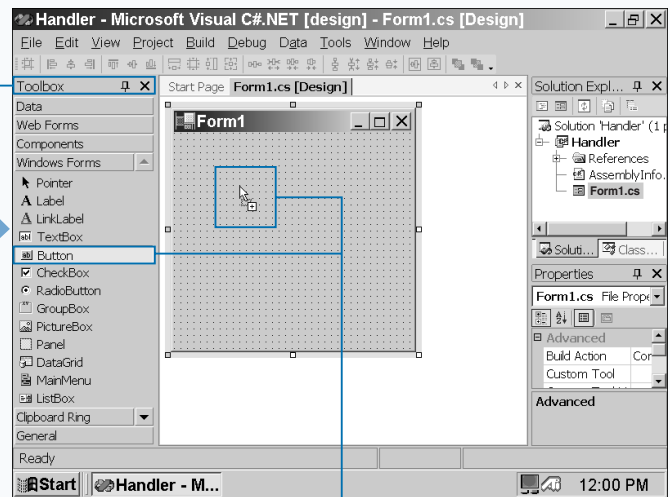 Handler - Microsoft Visual C#.NET [design] - Form1.cs [Design]
File Edit View Project Build Debug Data Tools Window Help
Toolbox
Data
Web Forms
Components
Windows Forms
Pointer
A Label
A LinkLabel
abl TextBox
ab Button
CheckBox
RadioButton
GroupBox
PictureBox
Panel
DataGrid
MainMenu
ListBox
Clipboard Ring
General
Start Page Form1.cs [Design]
Form1
Solution Expl...
Solution 'Handler' (1 p
Handler
References
AssemblyInfo.
Form1.cs
Soluti... Class...
Properties
Form1.cs File Prope
Advanced
Build Action Con
Custom Tool
Advanced
Ready
Start Handler - M... 12:00 PM